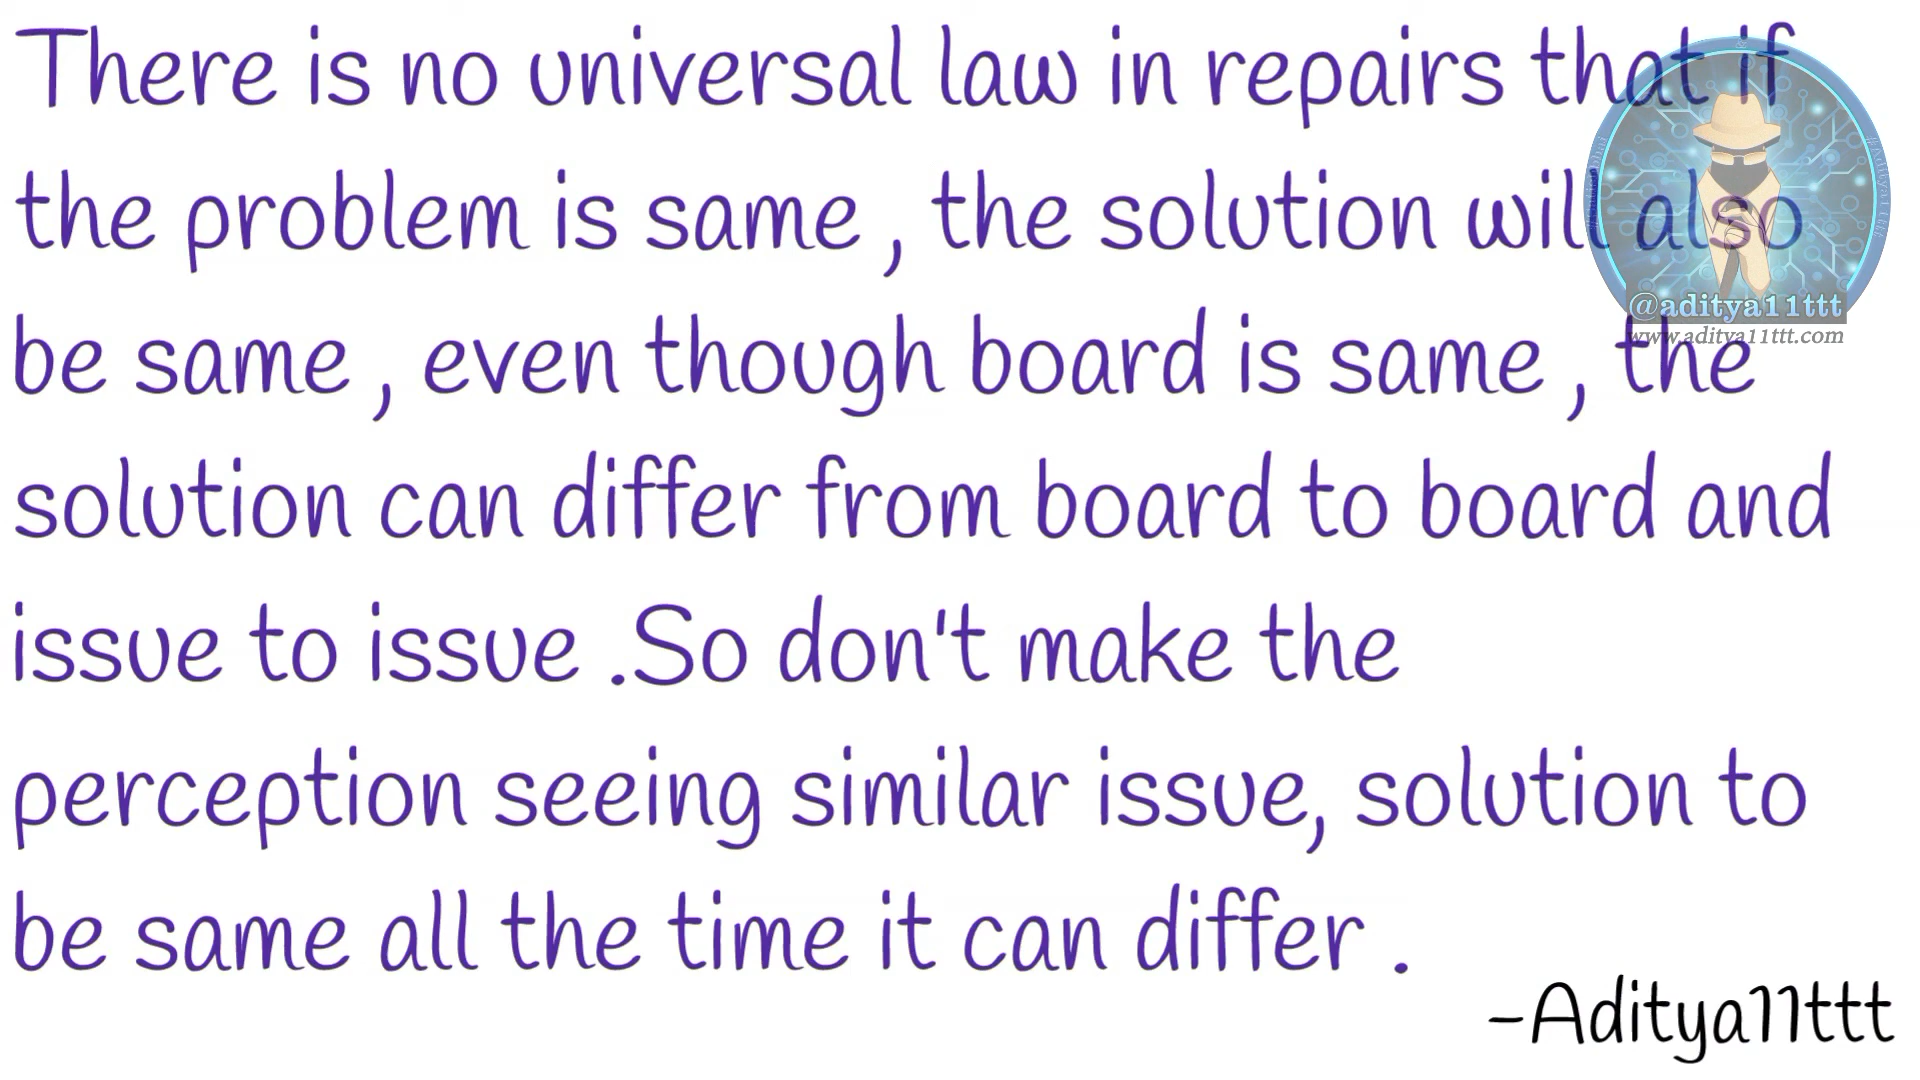 There is no universal law in repairs that if
the problem is same , the solution will also
be same , even though board is same , the
solution can differ from board to board and
issue to issue .So don't make the
perception seeing similar issue, solution to
be same all the time it can differ .
-Aditya11ttt
@aditya11ttt
www.aditya11ttt.com